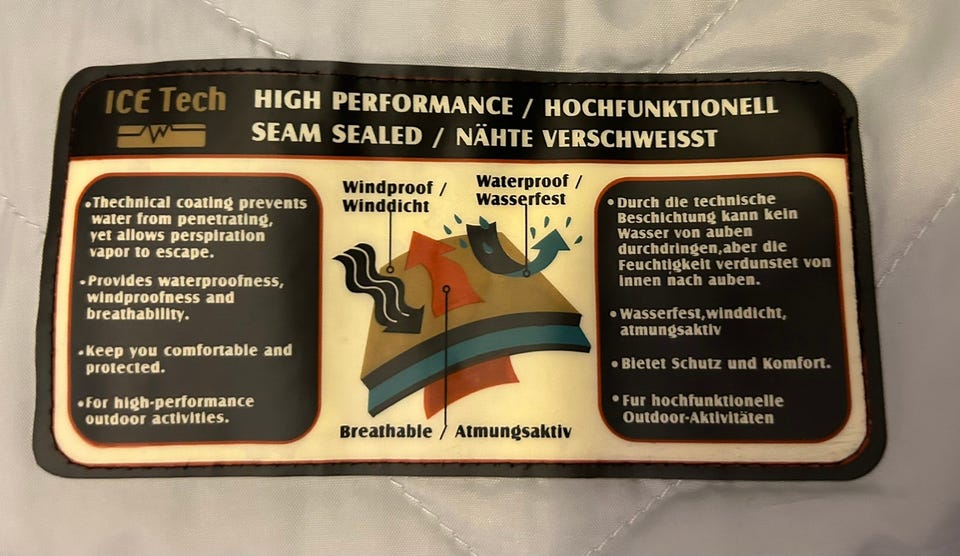 ICE Tech
HIGH PERFORMANCE / HOCHFUNKTIONELL
SEAM SEALED / NÄHTE VERSCHWEISST
•Thechnical coating prevents
water from penetrating,
yet allows perspiration
vapor to escape.
•Provides waterproofness,
windproofness and
breathability.
•Keep you comfortable and
protected.
•For high-performance
outdoor activities.
Windproof /
Winddicht
Waterproof /
Wasserfest
Breathable / Atmungsaktiv
•Durch die technische
Beschichtung kann kein
Wasser von auben
durchdringen,aber die
Feuchtigkeit verdunstet von
innen nach auben.
•Wasserfest,winddicht,
atmungsaktiv
•Bietet Schutz und Komfort.
•Fur hochfunktionelle
Outdoor-Aktivitäten